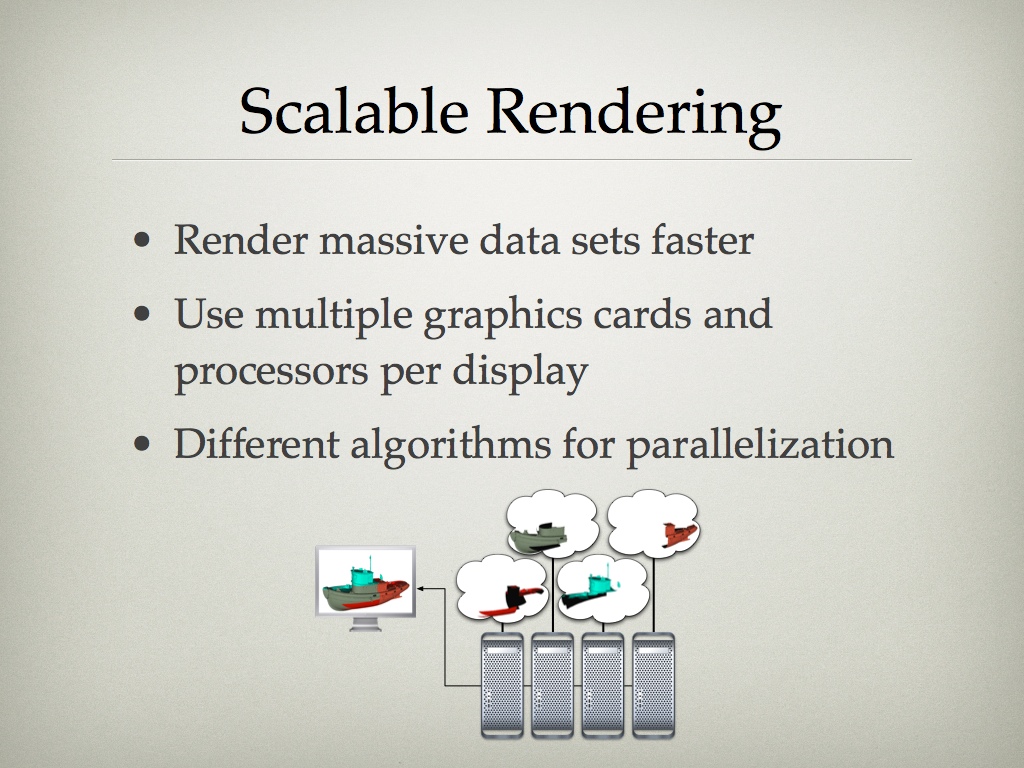 Scalable Rendering
• Render massive data sets faster
• Use multiple graphics cards and
processors per display
• Different algorithms for parallelization